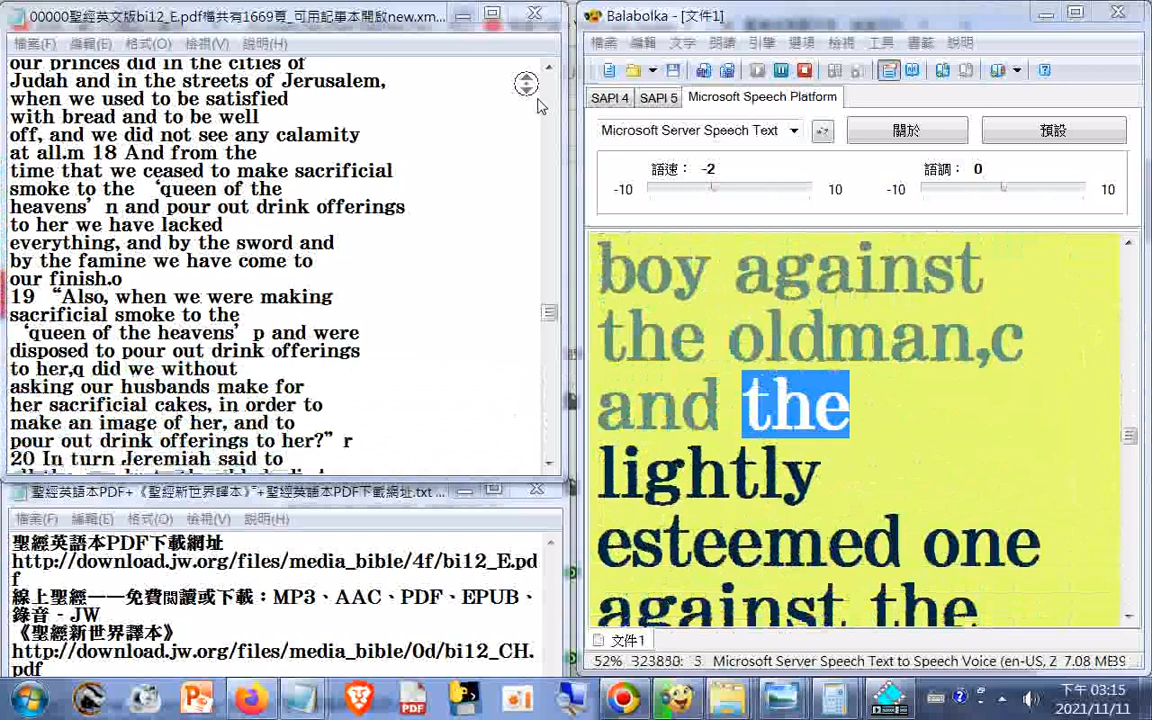 00000聖經英文版bi12_E.pdf檔共有1669頁_可用記事本開啟new.xm...
檔案(F) 編輯(E) 格式(O) 檢視(V) 說明(H)
our princes did in the cities of
Judah and in the streets of Jerusalem,
when we used to be satisfied
with bread and to be well
off, and we did not see any calamity
at all.m 18 And from the
time that we ceased to make sacrificial
smoke to the ‘queen of the
heavens’ n and pour out drink offerings
to her we have lacked
everything, and by the sword and
by the famine we have come to
our finish.o
19 “Also, when we were making
sacrificial smoke to the
‘queen of the heavens’ p and were
disposed to pour out drink offerings
to her,q did we without
asking our husbands make for
her sacrificial cakes, in order to
make an image of her, and to
pour out drink offerings to her?” r
20 In turn Jeremiah said to
聖經英語本PDF+《聖經新世界譯本》"+聖經英語本PDF下載網址.txt ...
檔案(F) 編輯(E) 格式(O) 檢視(V) 說明(H)
聖經英語本PDF下載網址
http://download.jw.org/files/media_bible/4f/bi12_E.pd
f
線上聖經——免費閱讀或下載：MP3、AAC、PDF、EPUB、
錄音 - JW
《聖經新世界譯本》
http://download.jw.org/files/media_bible/0d/bi12_CH.
pdf
Balabolka - [文件1]
檔案 編輯 文字 朗讀 引擎 選項 檢視 工具 書籤 說明
SAPI 4 SAPI 5 Microsoft Speech Platform
Microsoft Server Speech Text 關於 預設
語速： -2 語調： 0
-10 10 -10 10
boy against
the oldman,c
and the
lightly
esteemed one
against the
文件1
52% 323850: 5 Microsoft Server Speech Text to Speech Voice (en-US, Z 7.08 MB
下午 03:15
2021/11/11